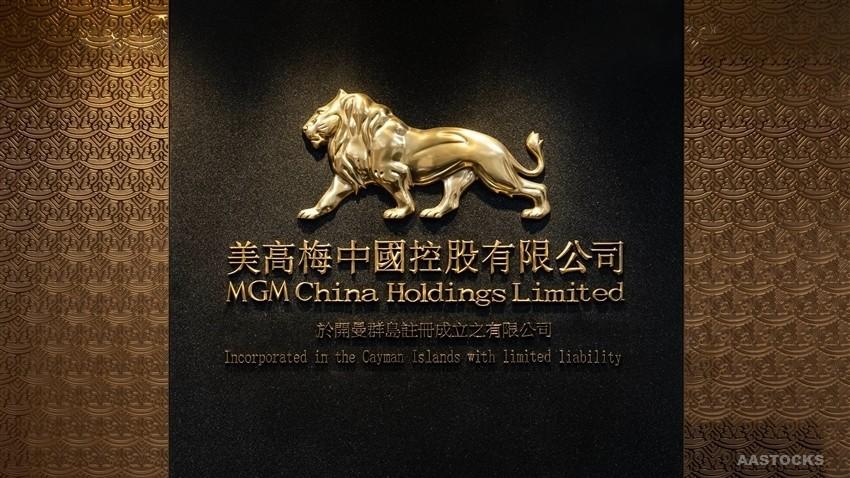 美高梅中國控股有限公司
MGM China Holdings Limited
於開曼群島註冊成立之有限公司
Incorporated in the Cayman Islands with limited liability
AASTOCKS